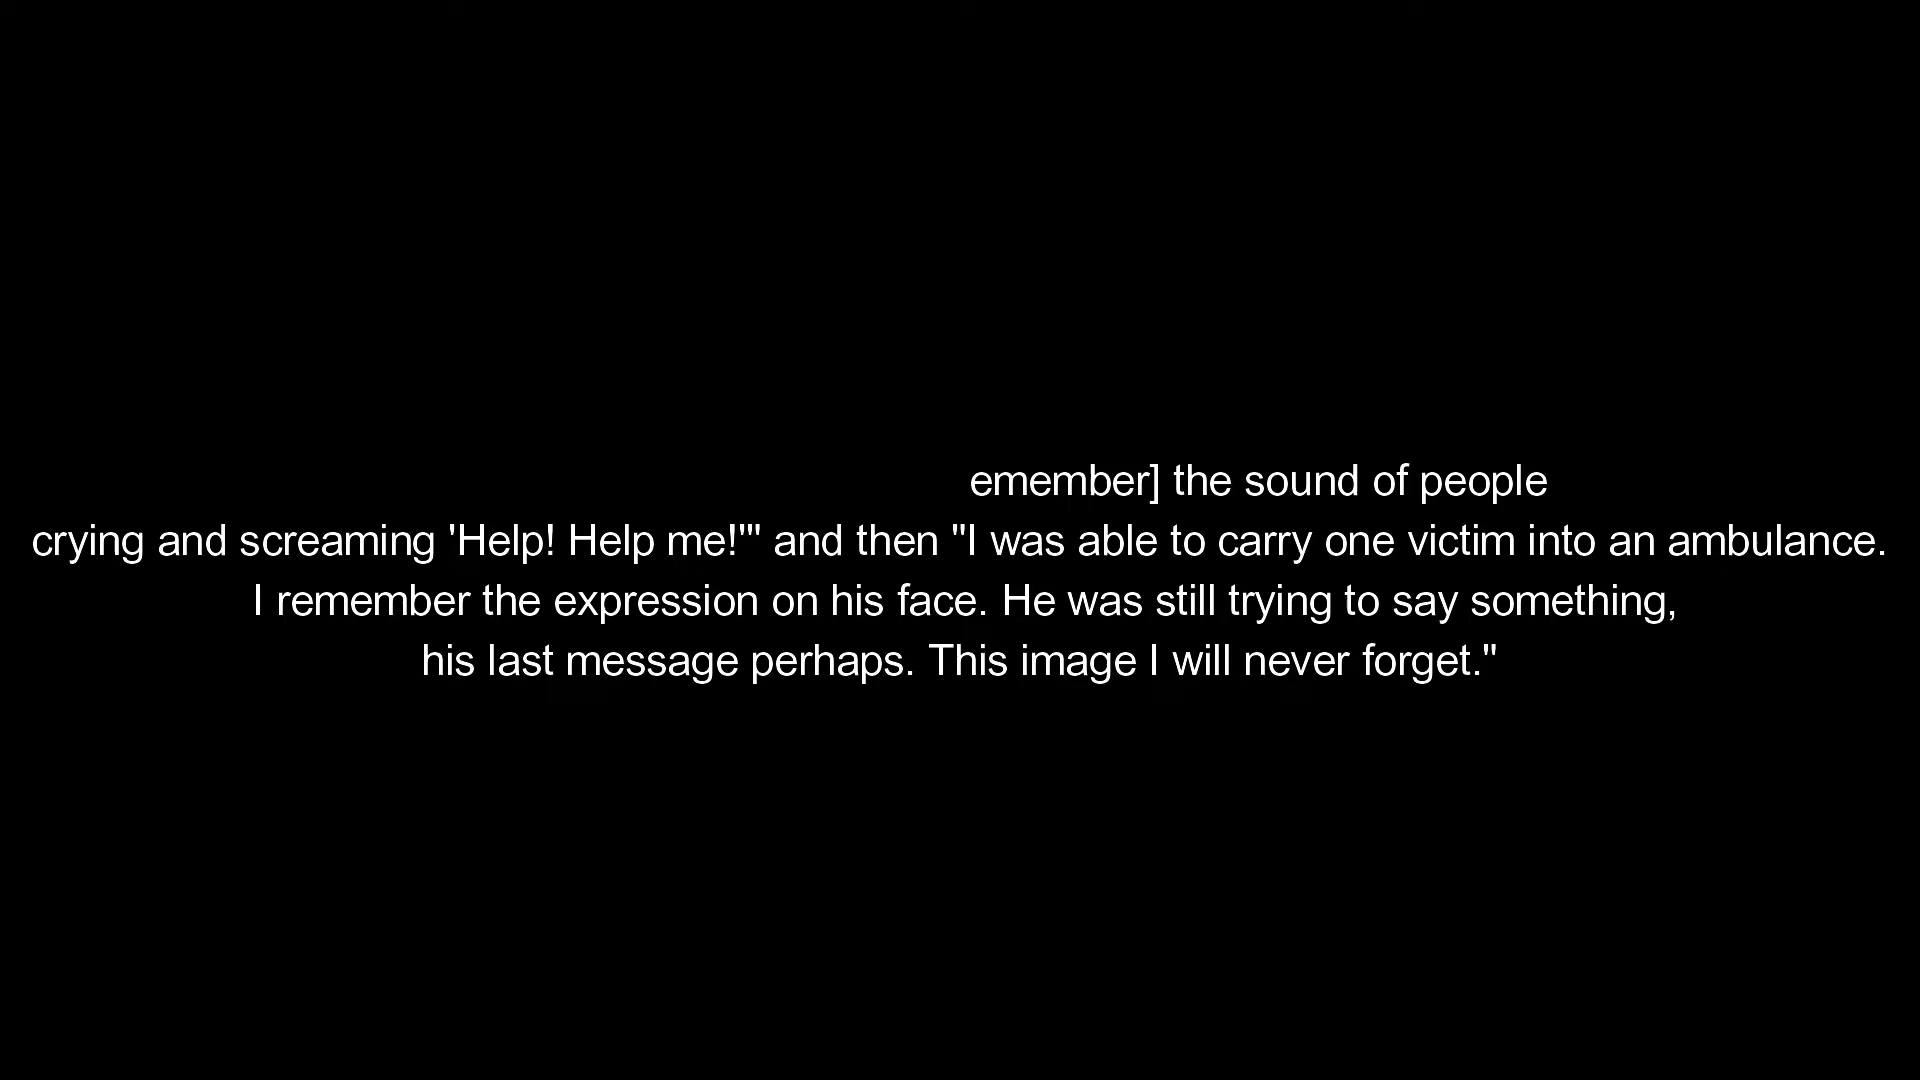 emember] the sound of people
crying and screaming 'Help! Help me!'" and then "I was able to carry one victim into an ambulance.
I remember the expression on his face. He was still trying to say something,
his last message perhaps. This image I will never forget."